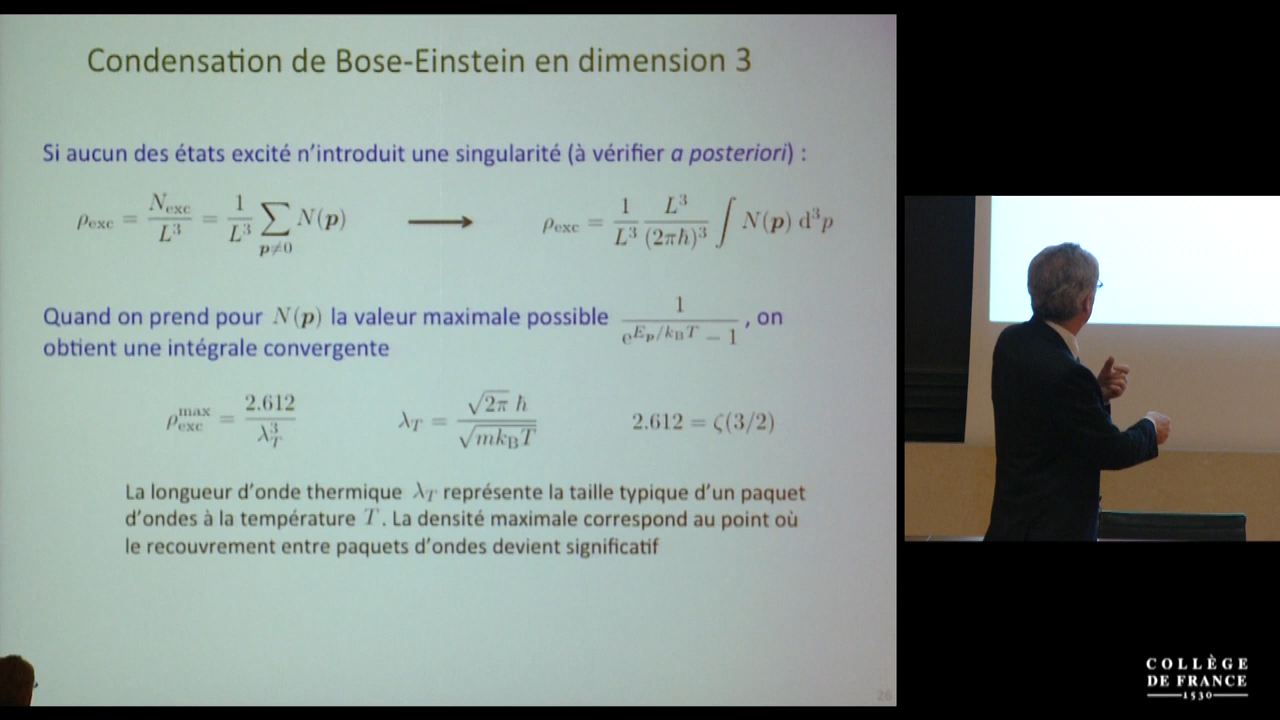 Condensation de Bose-Einstein en dimension 3
Si aucun des états excité n'introduit une singularité (à vérifier a posteriori) :
ρ_exc = N_exc / L³ = 1 / L³ ∑_{p≠0} N(p) ⟶ ρ_exc = 1 / L³ L³ / (2πħ)³ ∫ N(p) d³p
Quand on prend pour N(p) la valeur maximale possible 1 / (e^{E_p/k_BT} − 1) , on
obtient une intégrale convergente
ρ_exc^max = 2.612 / λ_T³ λ_T = √2π ħ / √(mk_BT) 2.612 = ζ(3/2)
La longueur d'onde thermique λ_T représente la taille typique d'un paquet
d'ondes à la température T . La densité maximale correspond au point où
le recouvrement entre paquets d'ondes devient significatif
26
COLLÈGE
DE FRANCE
1530